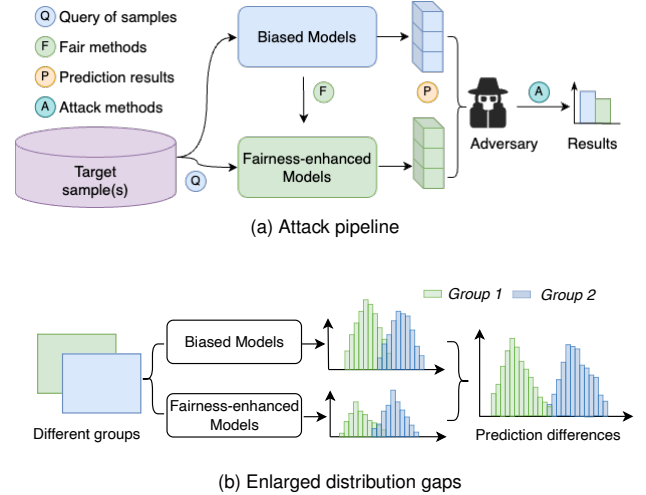 Q Query of samples
F Fair methods
P Prediction results
A Attack methods
Biased Models
F
P
A
Adversary
Results
Target
sample(s)
Q
Fairness-enhanced
Models
(a) Attack pipeline
Group 1
Group 2
Biased Models
Fairness-enhanced
Models
Different groups
Prediction differences
(b) Enlarged distribution gaps